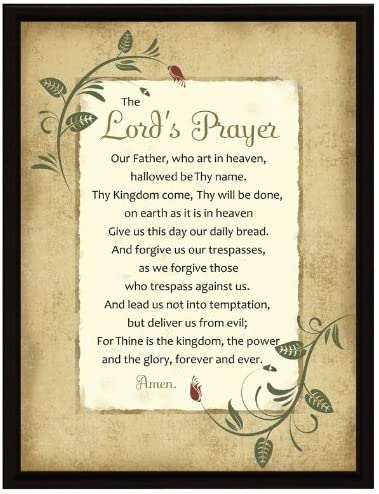 The
Lord's Prayer
Our Father, who art in heaven,
hallowed be Thy name.
Thy Kingdom come, Thy will be done,
on earth as it is in heaven
Give us this day our daily bread.
And forgive us our trespasses,
as we forgive those
who trespass against us.
And lead us not into temptation,
but deliver us from evil;
For Thine is the kingdom, the power
and the glory, forever and ever.
Amen.